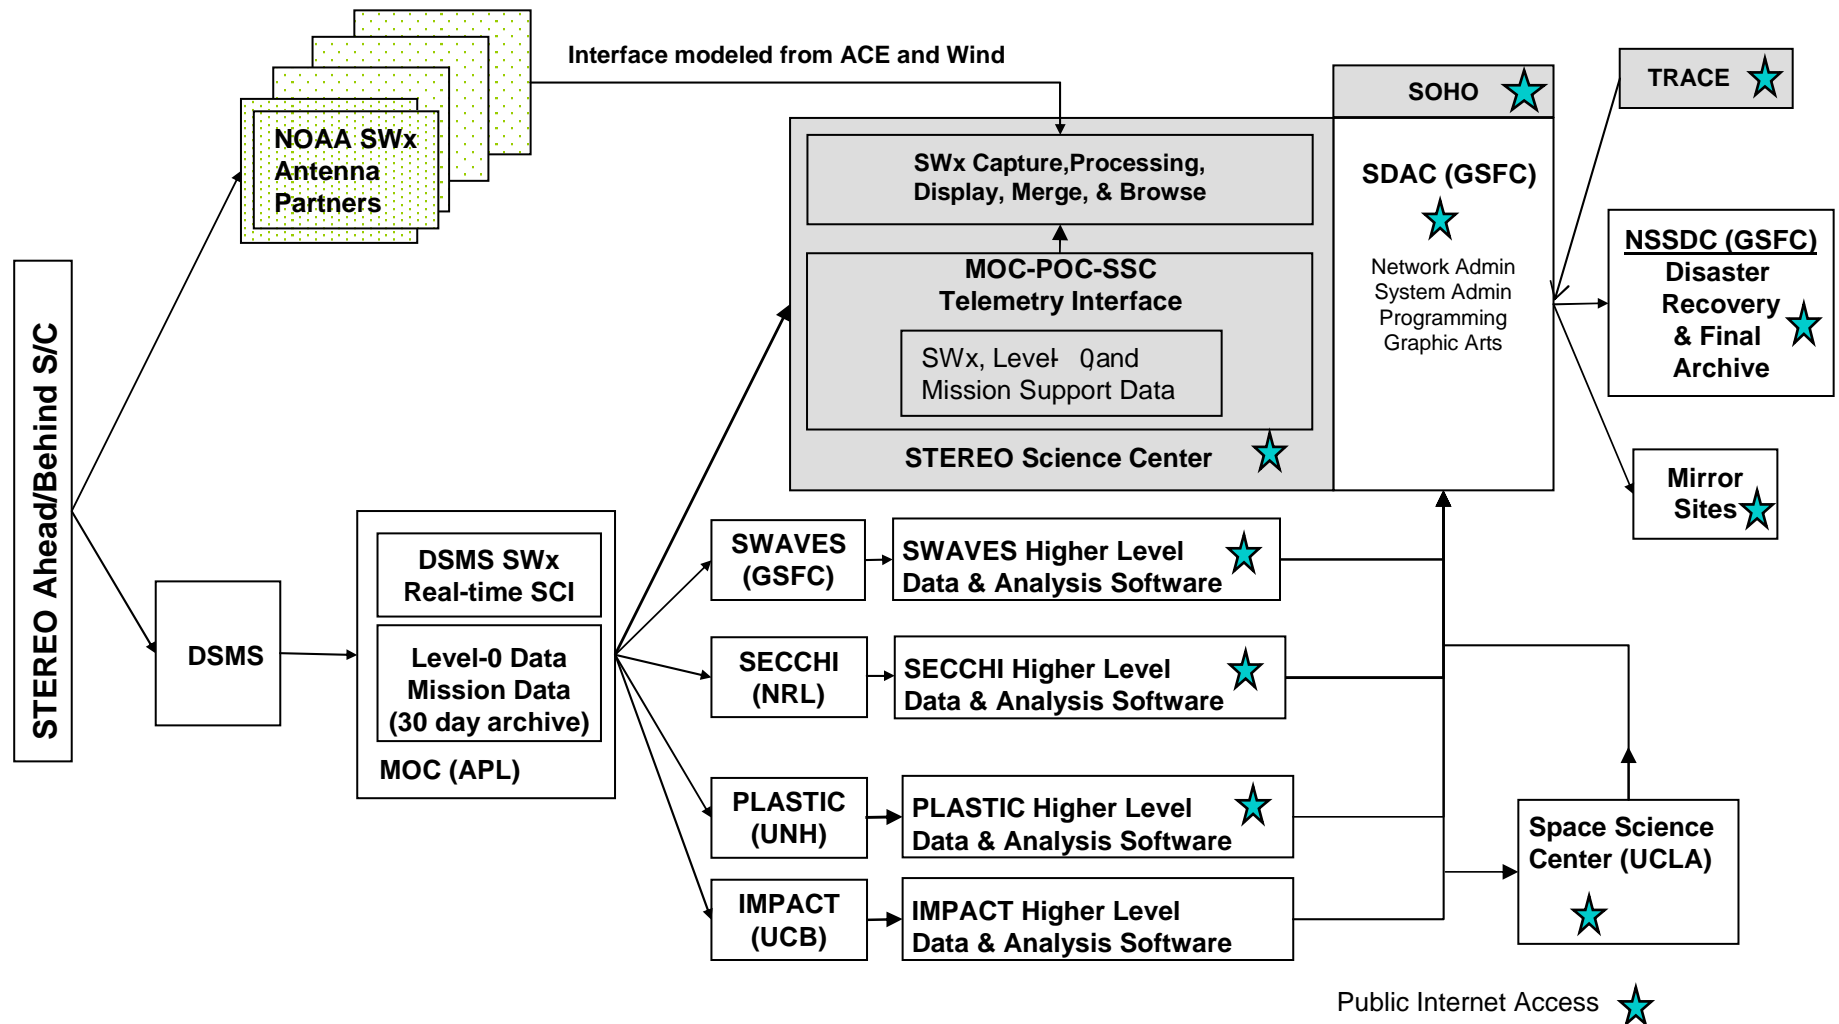 Interface modeled from ACE and Wind
NOAA SWx
Antenna
Partners
STEREO Ahead/Behind S/C
DSMS
DSMS SWx
Real-time SCI
Level-0 Data
Mission Data
(30 day archive)
MOC (APL)
SWx Capture,Processing,
Display, Merge, & Browse
MOC-POC-SSC
Telemetry Interface
SWx, Level- 0,and
Mission Support Data
STEREO Science Center
SOHO
SDAC (GSFC)
Network Admin
System Admin
Programming
Graphic Arts
TRACE
NSSDC (GSFC)
Disaster
Recovery
& Final
Archive
Mirror
Sites
SWAVES
(GSFC)
SWAVES Higher Level
Data & Analysis Software
SECCHI
(NRL)
SECCHI Higher Level
Data & Analysis Software
PLASTIC
(UNH)
PLASTIC Higher Level
Data & Analysis Software
IMPACT
(UCB)
IMPACT Higher Level
Data & Analysis Software
Space Science
Center (UCLA)
Public Internet Access